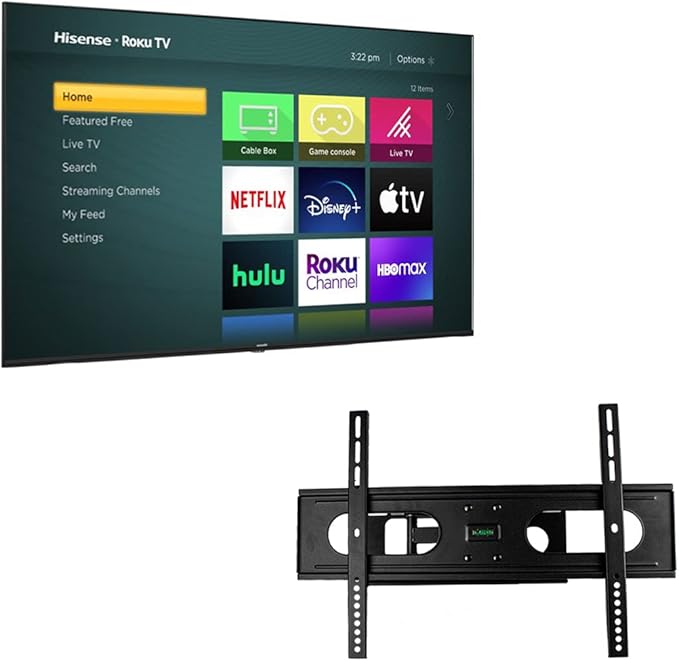 Hisense • Roku TV
3:22 pm | Options ✳
12 Items
Home
Featured Free
Live TV
Search
Streaming Channels
My Feed
Settings
Cable Box
Game console
Live TV
NETFLIX
Disney+
tv
hulu
Roku
Channel
HBOmax